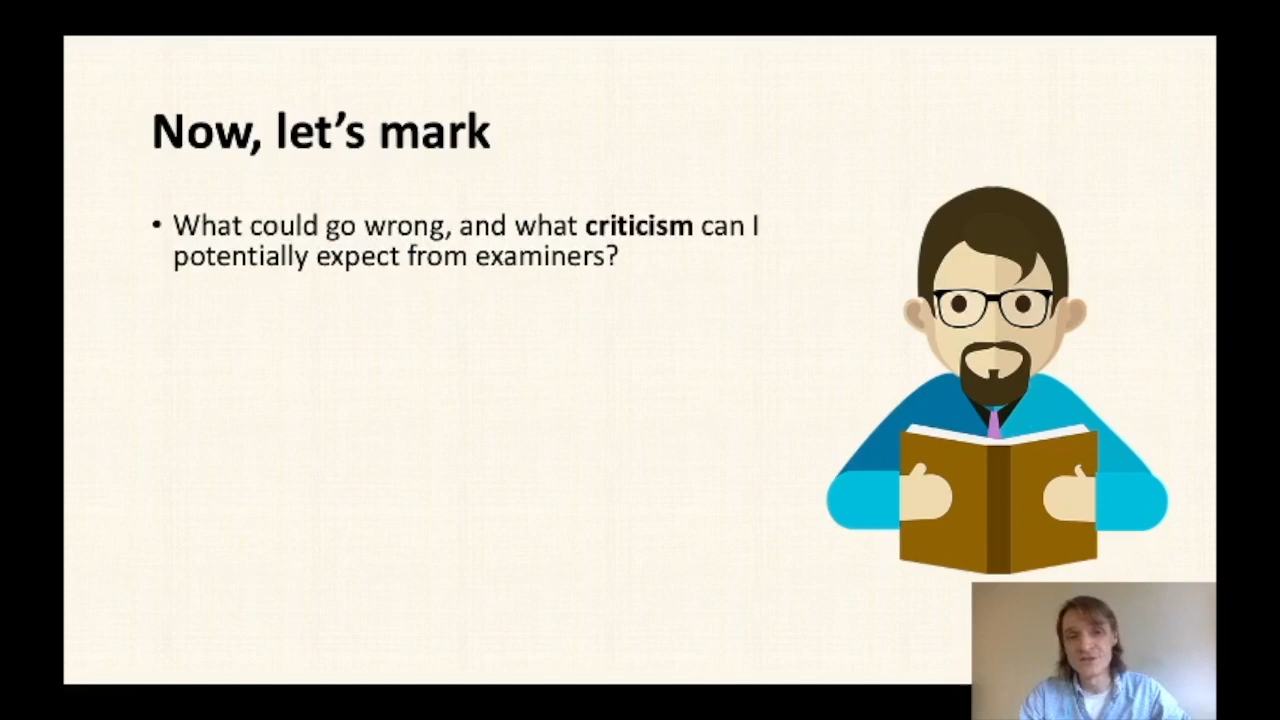 Now, let’s mark
• What could go wrong, and what criticism can I
potentially expect from examiners?